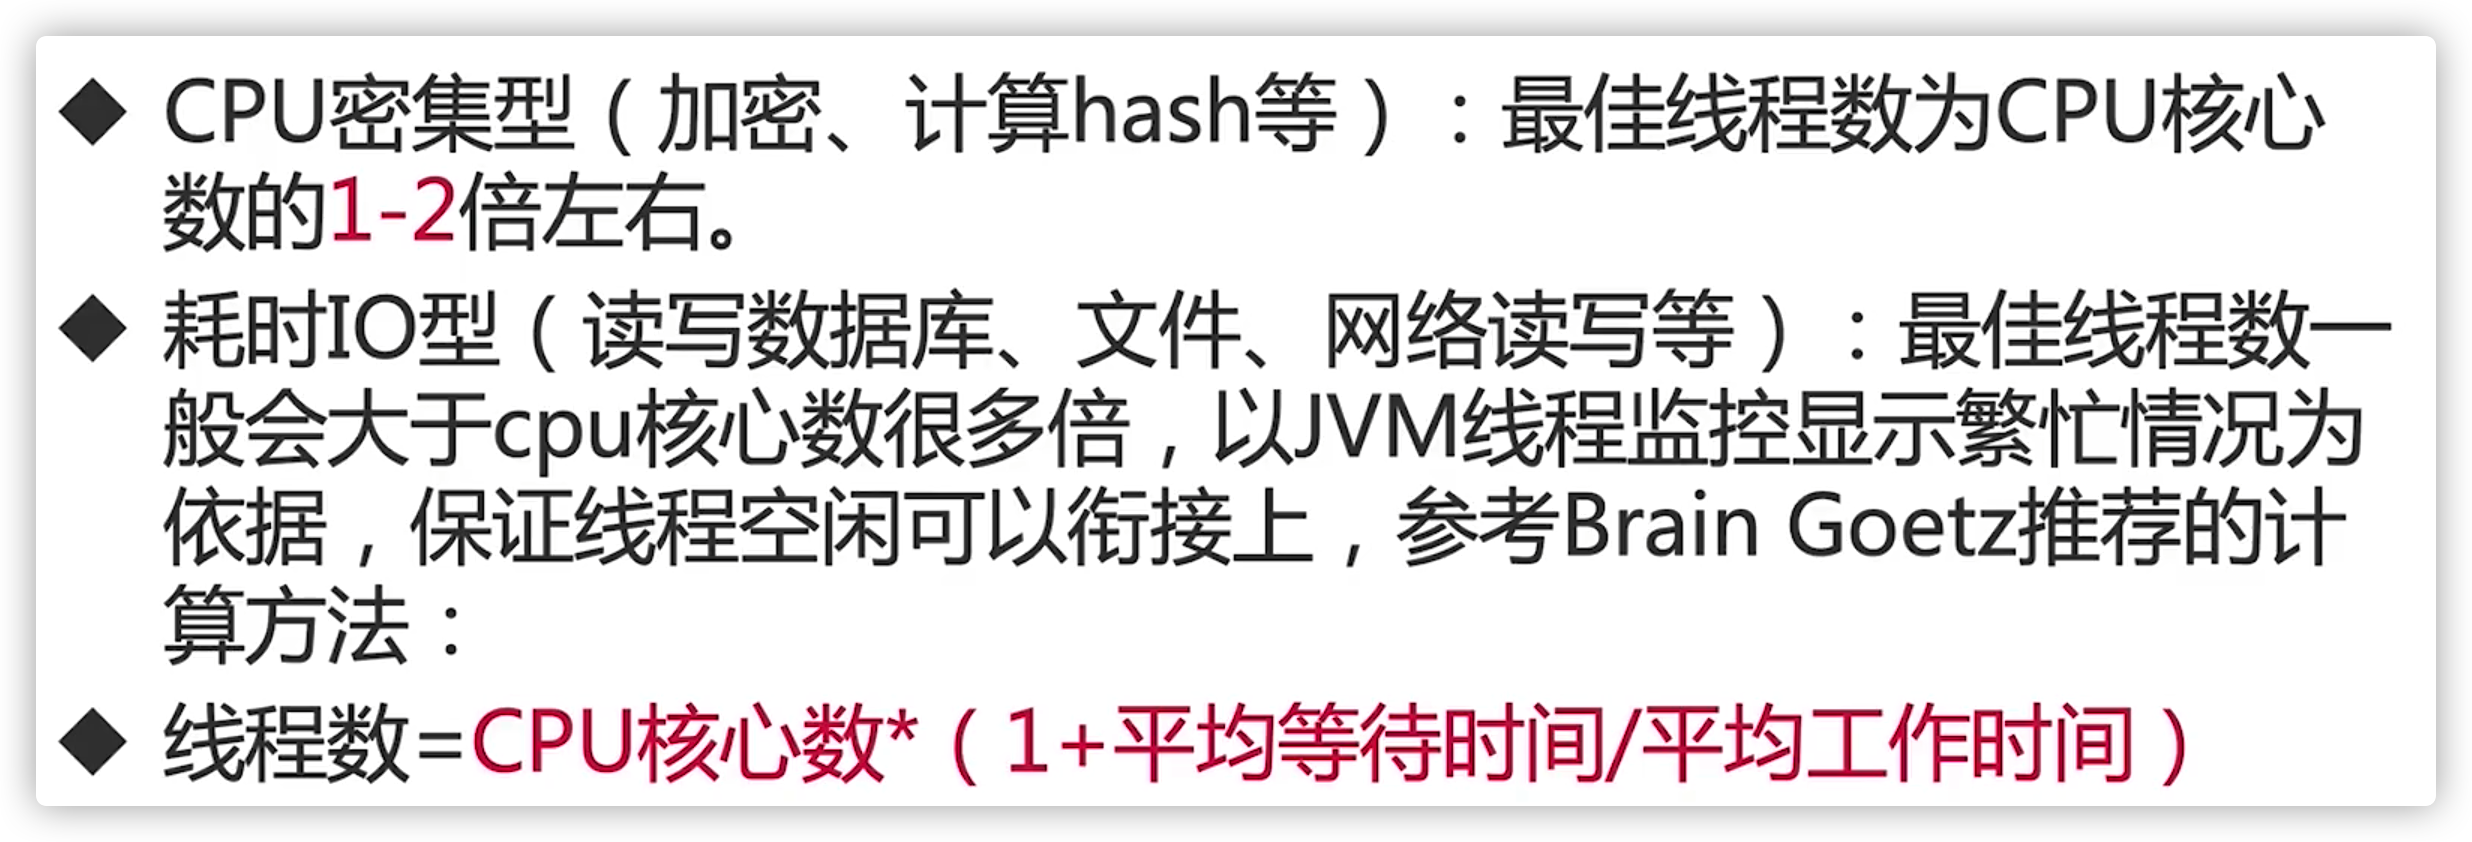 ◆ CPU密集型（加密、计算hash等）：最佳线程数为CPU核心
数的1-2倍左右。
◆ 耗时IO型（读写数据库、文件、网络读写等）：最佳线程数一
般会大于cpu核心数很多倍，以JVM线程监控显示繁忙情况为
依据，保证线程空闲可以衔接上，参考Brain Goetz推荐的计
算方法：
◆ 线程数=CPU核心数*（1+平均等待时间/平均工作时间）